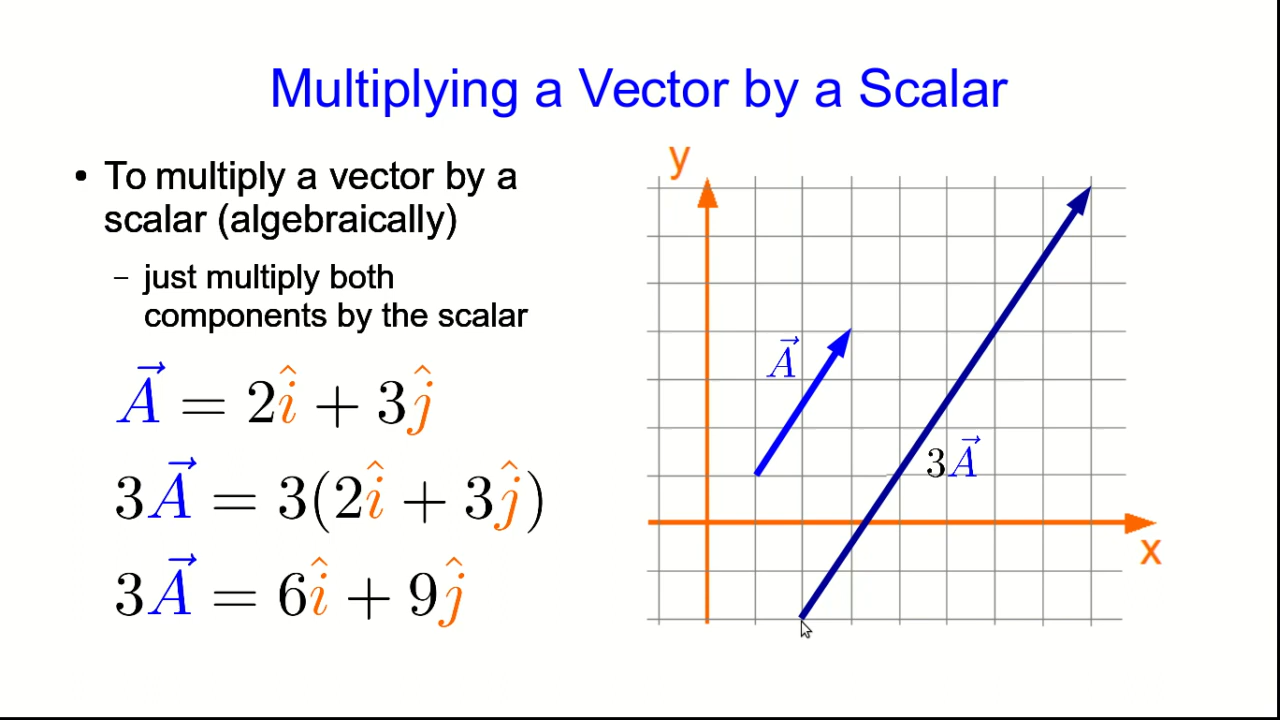 Multiplying a Vector by a Scalar
• To multiply a vector by a
scalar (algebraically)
– just multiply both
components by the scalar
A⃗ = 2î + 3ĵ
3A⃗ = 3(2î + 3ĵ)
3A⃗ = 6î + 9ĵ
y
A⃗
3A⃗
x